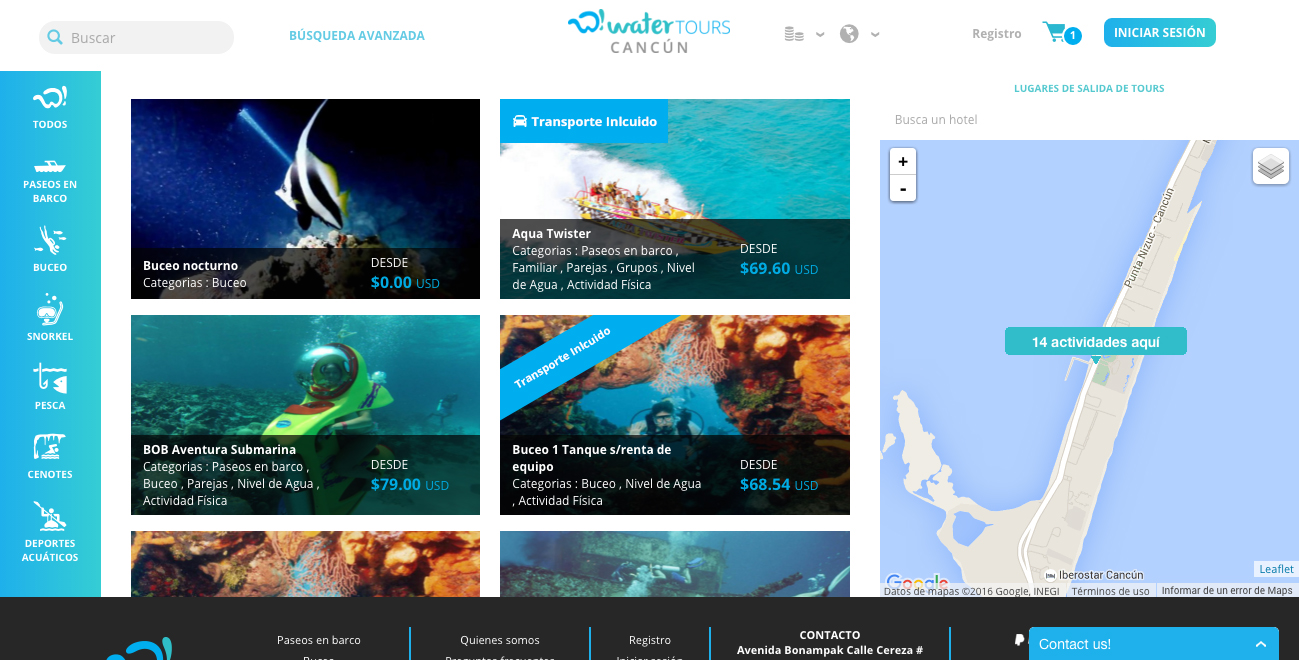 Buscar
BÚSQUEDA AVANZADA
water TOURS
CANCÚN
Registro
1
INICIAR SESIÓN
TODOS
PASEOS EN
BARCO
BUCEO
SNORKEL
PESCA
CENOTES
DEPORTES
ACUÁTICOS
Buceo nocturno
Categorias : Buceo
DESDE
$0.00 USD
Transporte Inlcuido
Aqua Twister
Categorias : Paseos en barco ,
Familiar , Parejas , Grupos , Nivel
de Agua , Actividad Física
DESDE
$69.60 USD
BOB Aventura Submarina
Categorias : Paseos en barco ,
Buceo , Parejas , Nivel de Agua ,
Actividad Física
DESDE
$79.00 USD
Transporte Inlcuido
Buceo 1 Tanque s/renta de
equipo
Categorias : Buceo , Nivel de Agua
, Actividad Física
DESDE
$68.54 USD
LUGARES DE SALIDA DE TOURS
Busca un hotel
+
-
Punta Nizuc - Cancún
14 actividades aquí
Iberostar Cancún
Leaflet
Google
Datos de mapas ©2016 Google, INEGI
Términos de uso
Informar de un error de Maps
Paseos en barco
Buceo
Quienes somos
Preguntas frecuentes
Registro
Iniciar sesión
CONTACTO
Avenida Bonampak Calle Cereza #
Contact us!